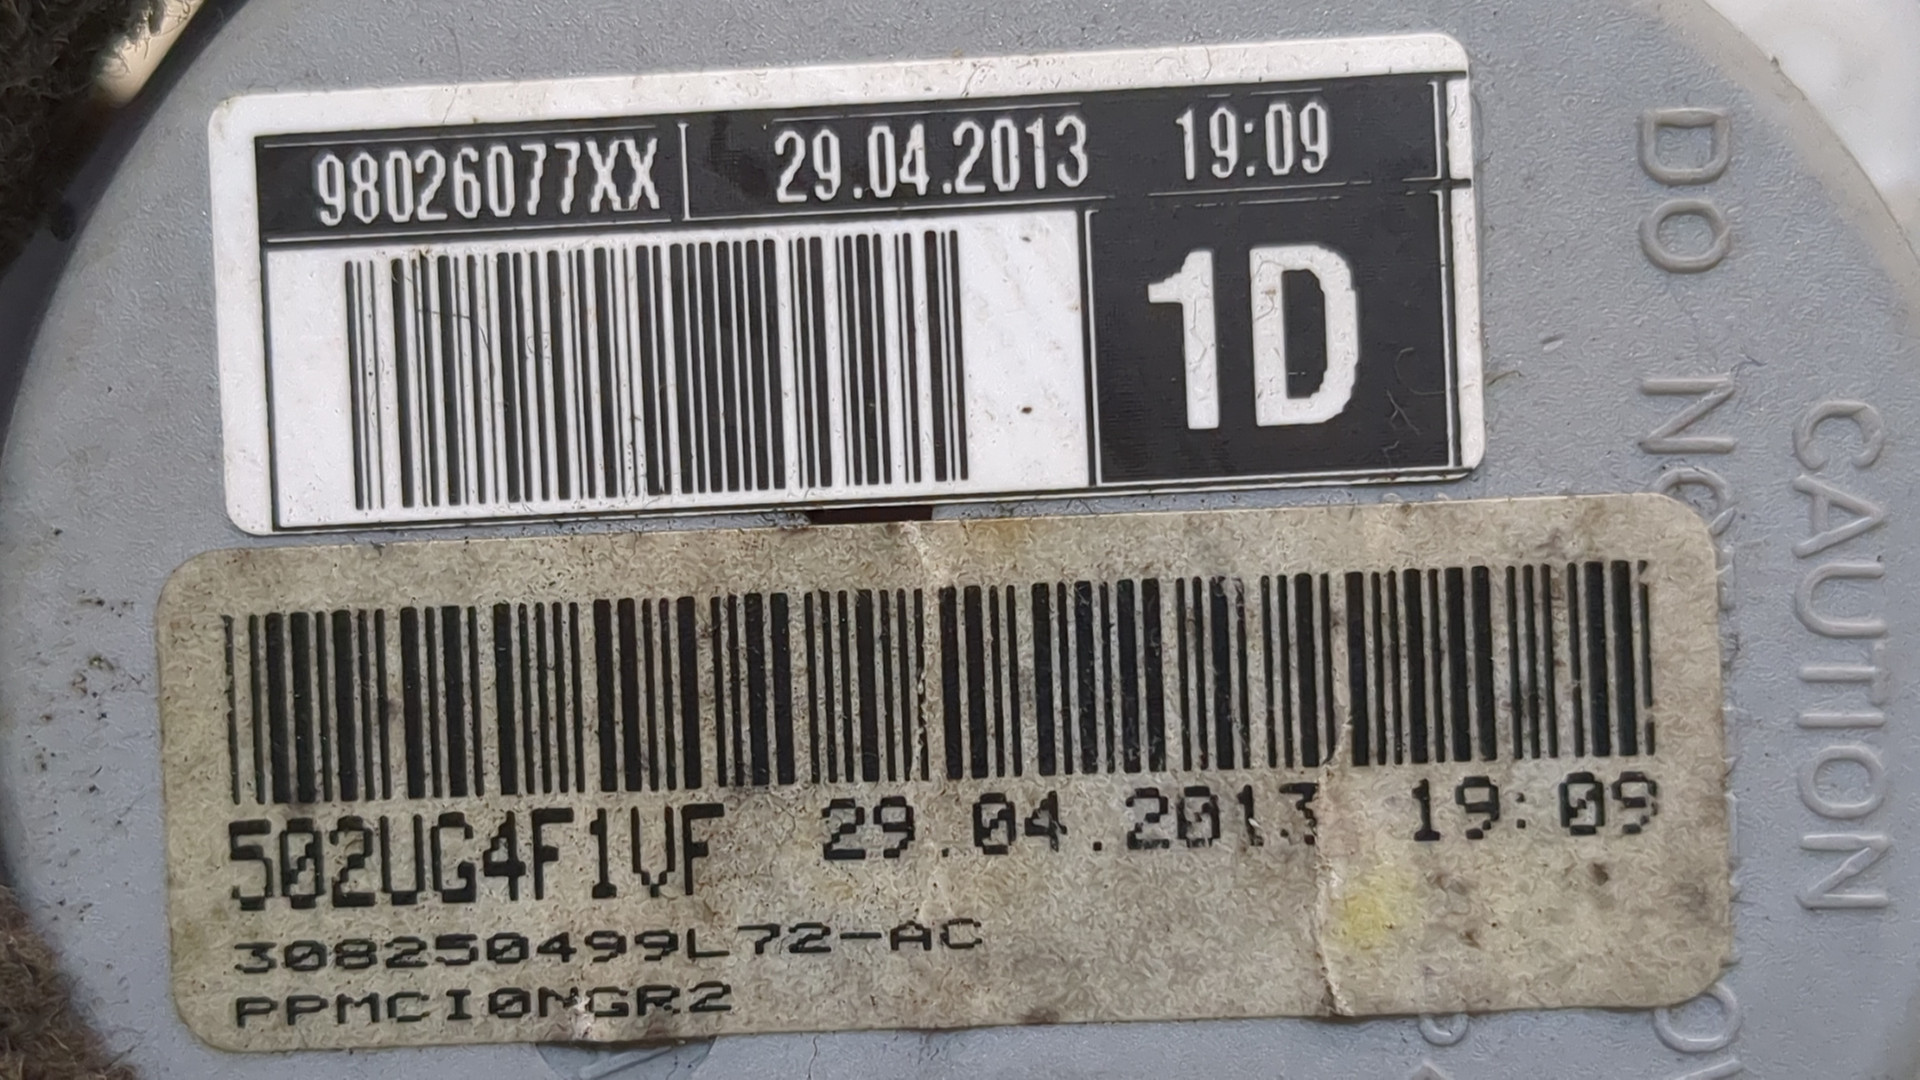 98026077XX 29.04.2013 19:09
1D
502UG4F1VF 29.04.2013 19:09
308250499L72-AC
PPMCI0NGR2
CAUTION
DO